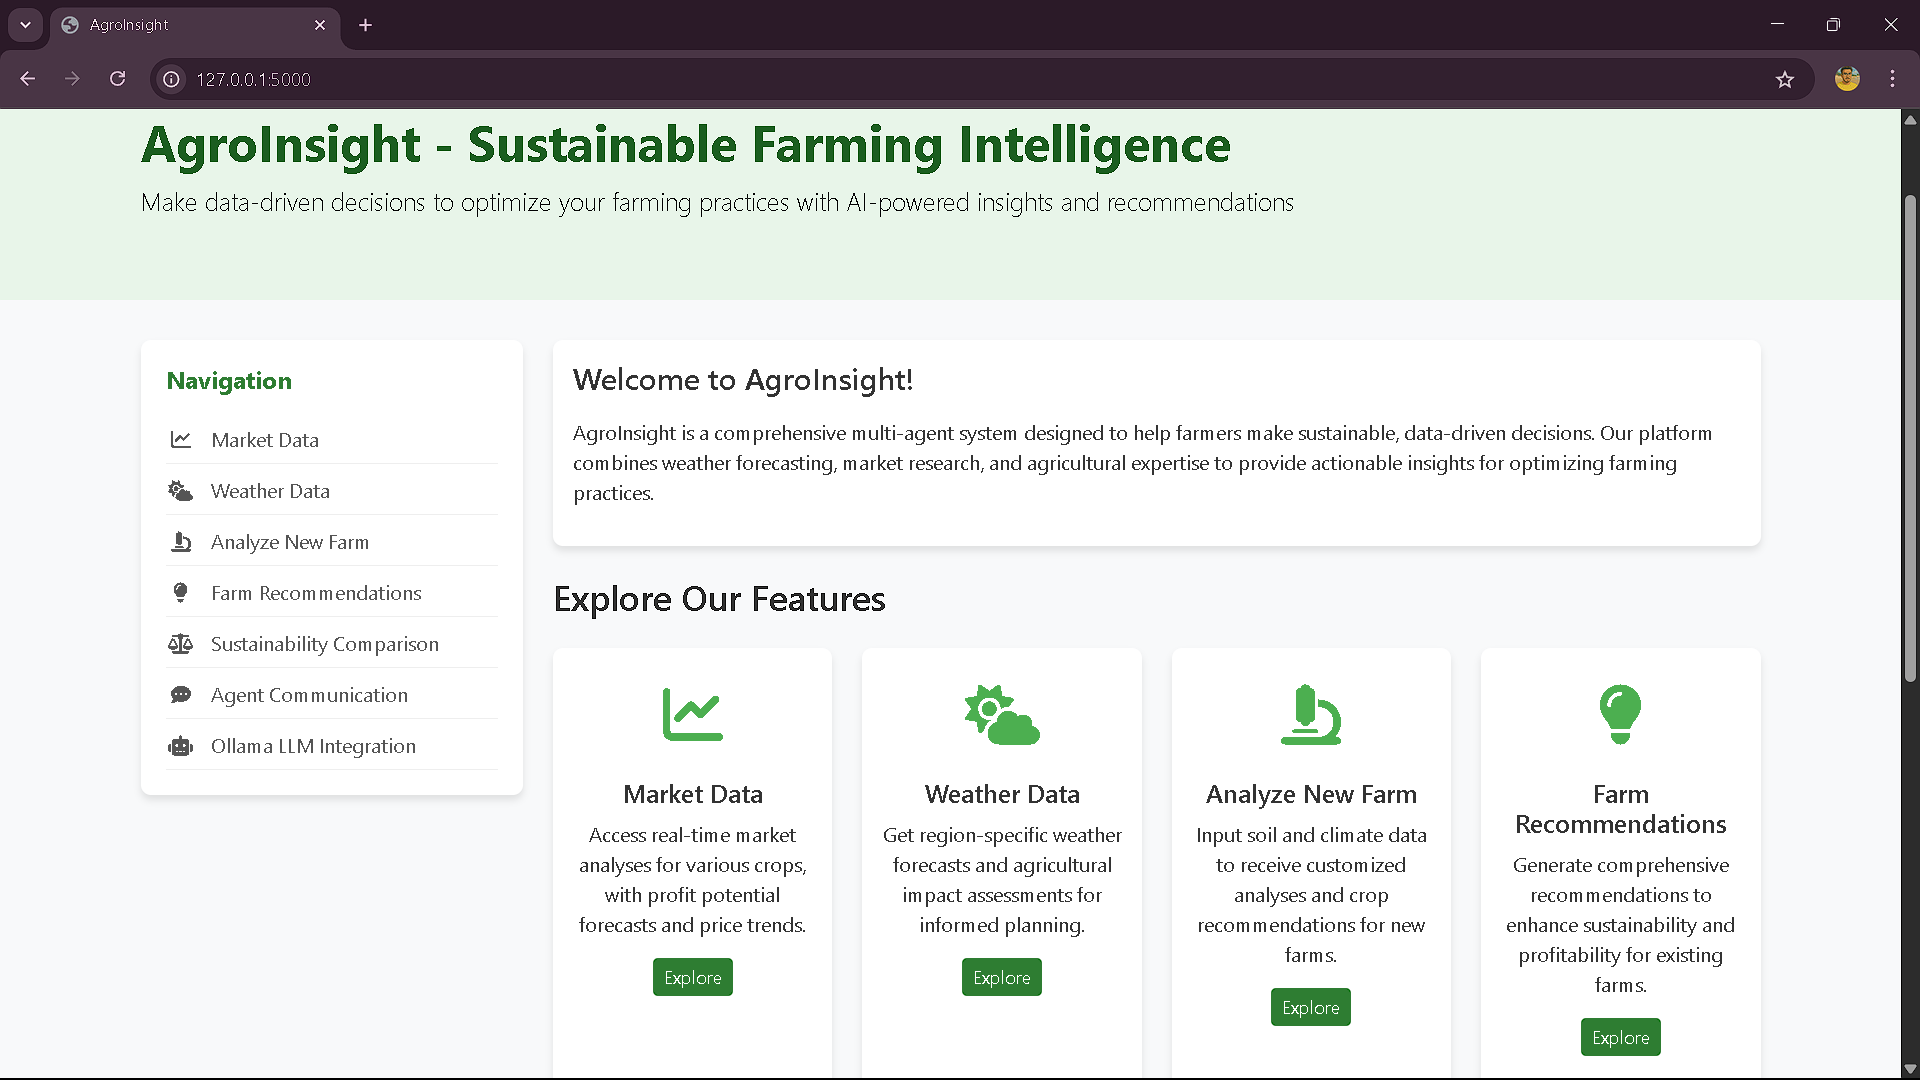 AgroInsight
127.0.0.1:5000
AgroInsight - Sustainable Farming Intelligence
Make data-driven decisions to optimize your farming practices with AI-powered insights and recommendations
Navigation
Market Data
Weather Data
Analyze New Farm
Farm Recommendations
Sustainability Comparison
Agent Communication
Ollama LLM Integration
Welcome to AgroInsight!
AgroInsight is a comprehensive multi-agent system designed to help farmers make sustainable, data-driven decisions. Our platform
combines weather forecasting, market research, and agricultural expertise to provide actionable insights for optimizing farming
practices.
Explore Our Features
Market Data
Access real-time market
analyses for various crops,
with profit potential
forecasts and price trends.
Explore
Weather Data
Get region-specific weather
forecasts and agricultural
impact assessments for
informed planning.
Explore
Analyze New Farm
Input soil and climate data
to receive customized
analyses and crop
recommendations for new
farms.
Explore
Farm
Recommendations
Generate comprehensive
recommendations to
enhance sustainability and
profitability for existing
farms.
Explore